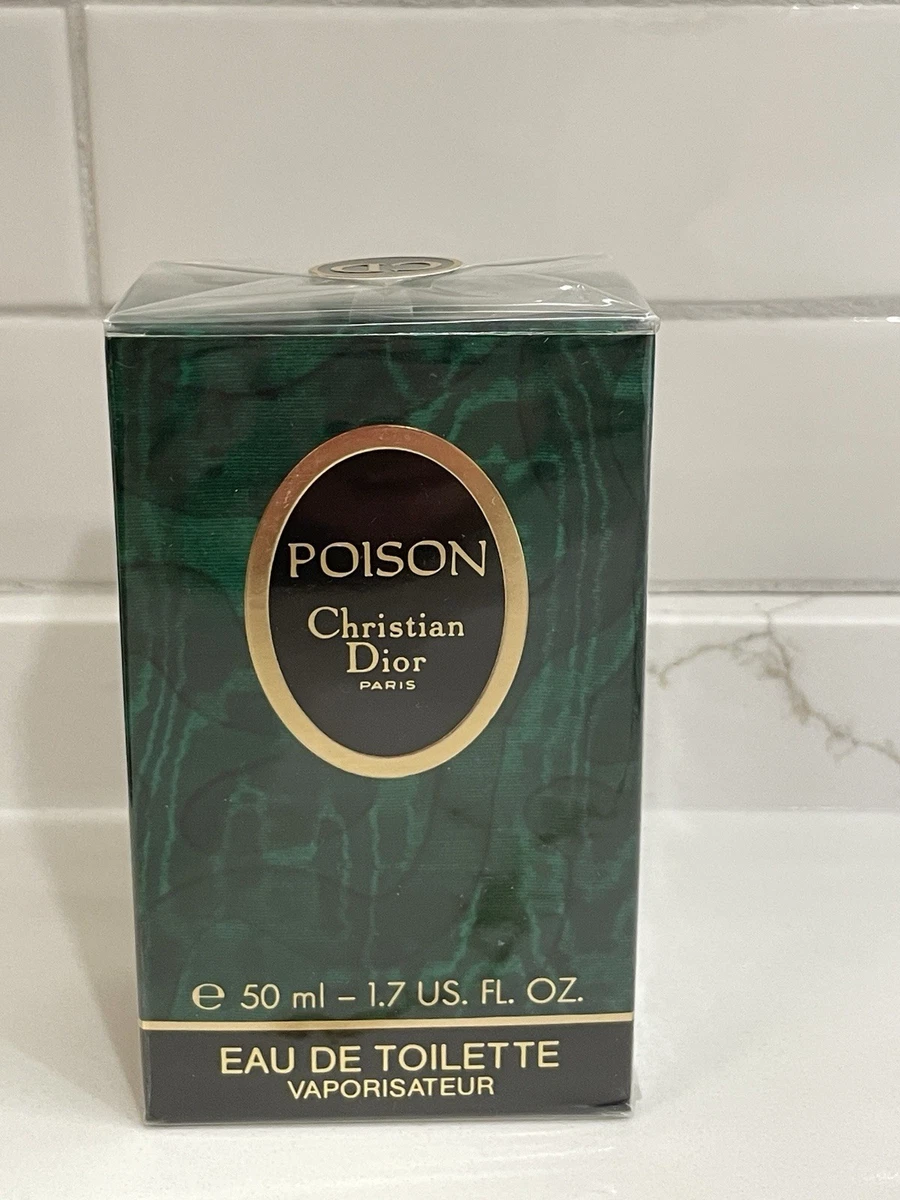 POISON
Christian
Dior
PARIS
℮ 50 ml – 1.7 US. FL. OZ.
EAU DE TOILETTE
VAPORISATEUR